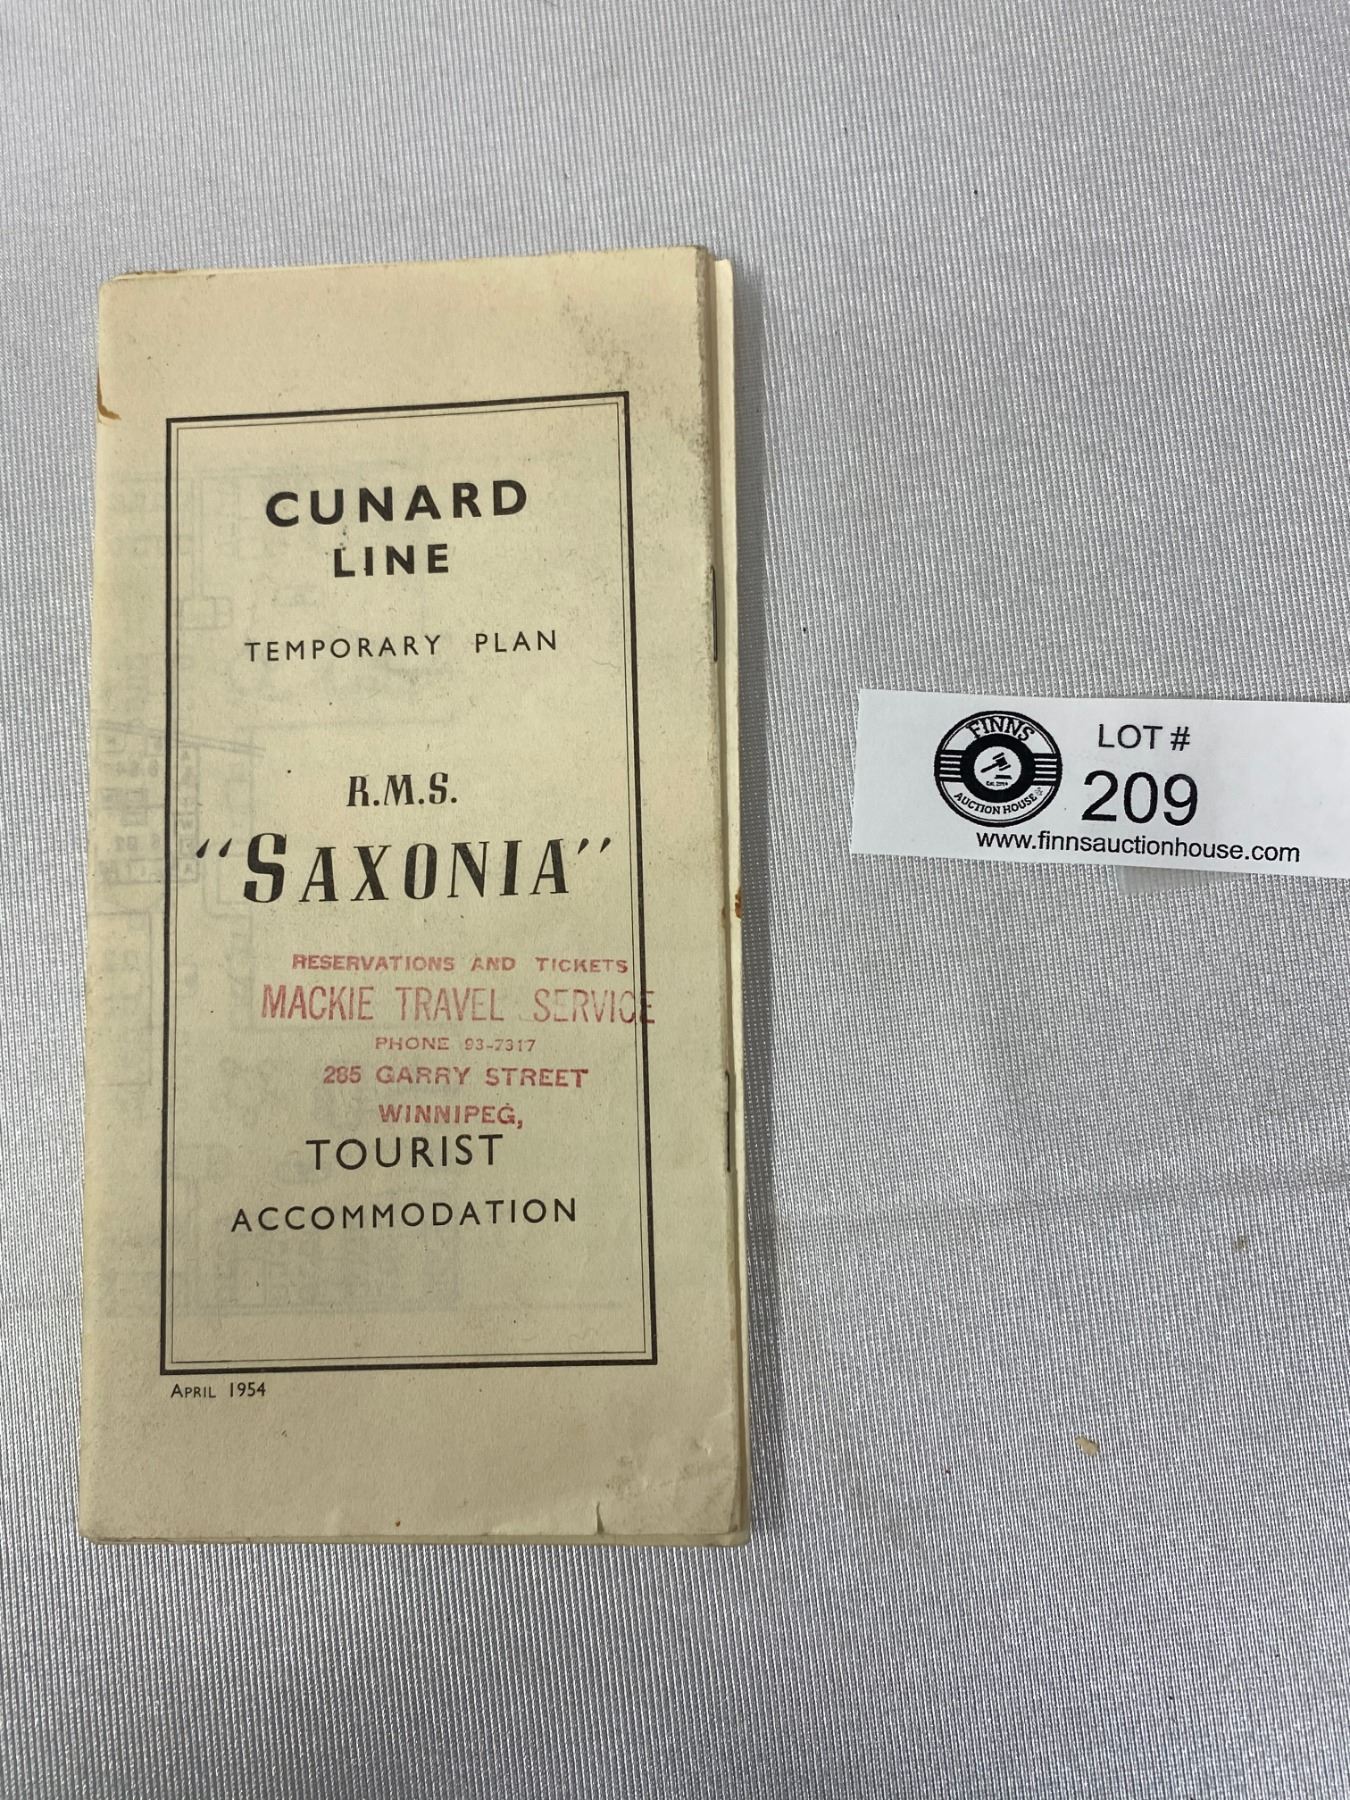 CUNARD
LINE
TEMPORARY PLAN
R.M.S.
"SAXONIA"
RESERVATIONS AND TICKETS
MACKIE TRAVEL SERVICE
PHONE 93-7317
285 GARRY STREET
WINNIPEG,
TOURIST
ACCOMMODATION
APRIL 1954
FINNS
AUCTION HOUSE
LOT #
209
www.finnsauctionhouse.com